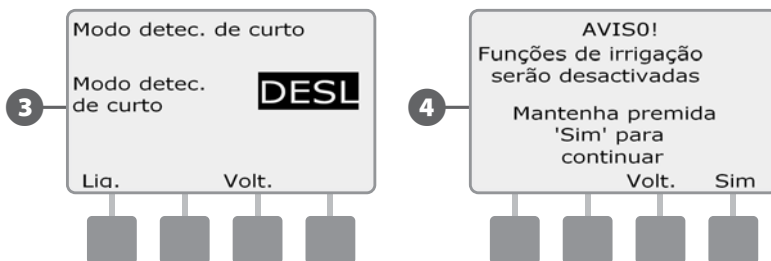 3
Modo detec. de curto
Modo detec.
de curto
DESL
Liq. Volt.
4
AVIS0!
Funções de irrigação
serão desactivadas
Mantenha premida
'Sim' para
continuar
Volt. Sim